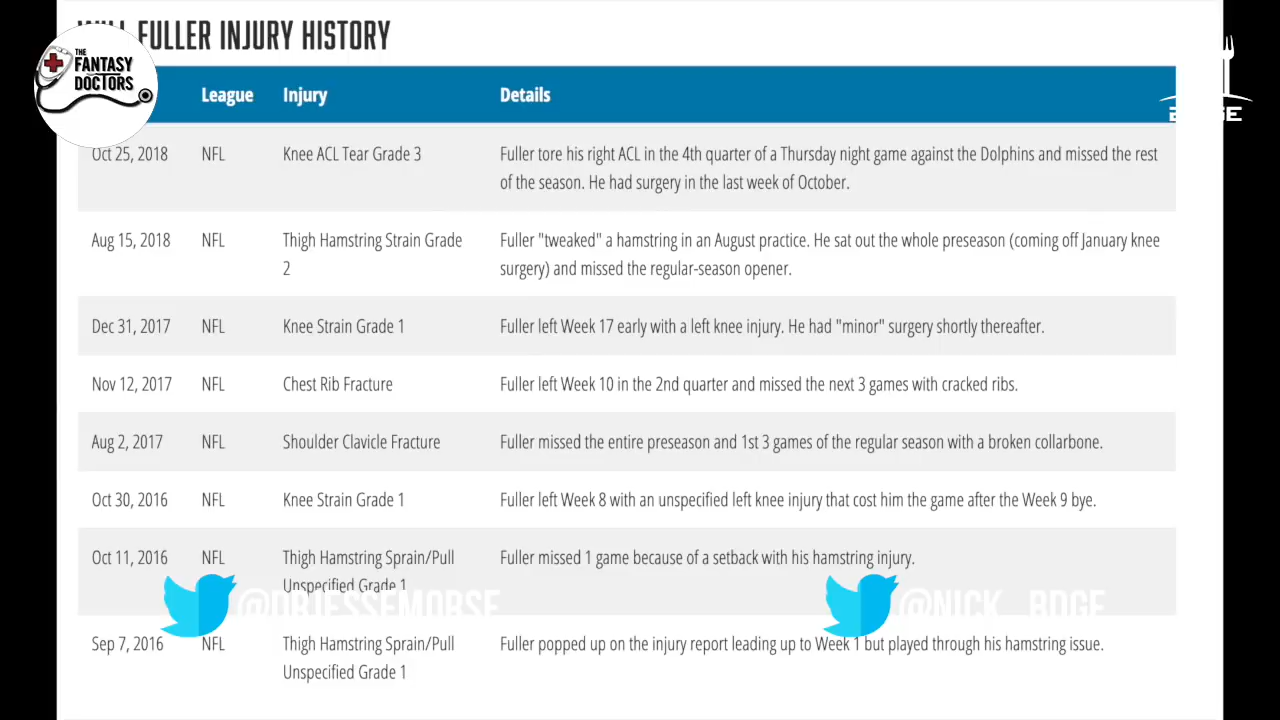 FULLER INJURY HISTORY
THE
FANTASY
DOCTORS
League Injury Details
Oct 25, 2018 NFL Knee ACL Tear Grade 3 Fuller tore his right ACL in the 4th quarter of a Thursday night game against the Dolphins and missed the rest
of the season. He had surgery in the last week of October.
Aug 15, 2018 NFL Thigh Hamstring Strain Grade Fuller "tweaked" a hamstring in an August practice. He sat out the whole preseason (coming off January knee
2 surgery) and missed the regular-season opener.
Dec 31, 2017 NFL Knee Strain Grade 1 Fuller left Week 17 early with a left knee injury. He had "minor" surgery shortly thereafter.
Nov 12, 2017 NFL Chest Rib Fracture Fuller left Week 10 in the 2nd quarter and missed the next 3 games with cracked ribs.
Aug 2, 2017 NFL Shoulder Clavicle Fracture Fuller missed the entire preseason and 1st 3 games of the regular season with a broken collarbone.
Oct 30, 2016 NFL Knee Strain Grade 1 Fuller left Week 8 with an unspecified left knee injury that cost him the game after the Week 9 bye.
Oct 11, 2016 NFL Thigh Hamstring Sprain/Pull Fuller missed 1 game because of a setback with his hamstring injury.
Unspecified Grade 1
@DRJESSEMORSE @NICK_BDGE
Sep 7, 2016 NFL Thigh Hamstring Sprain/Pull Fuller popped up on the injury report leading up to Week 1 but played through his hamstring issue.
Unspecified Grade 1